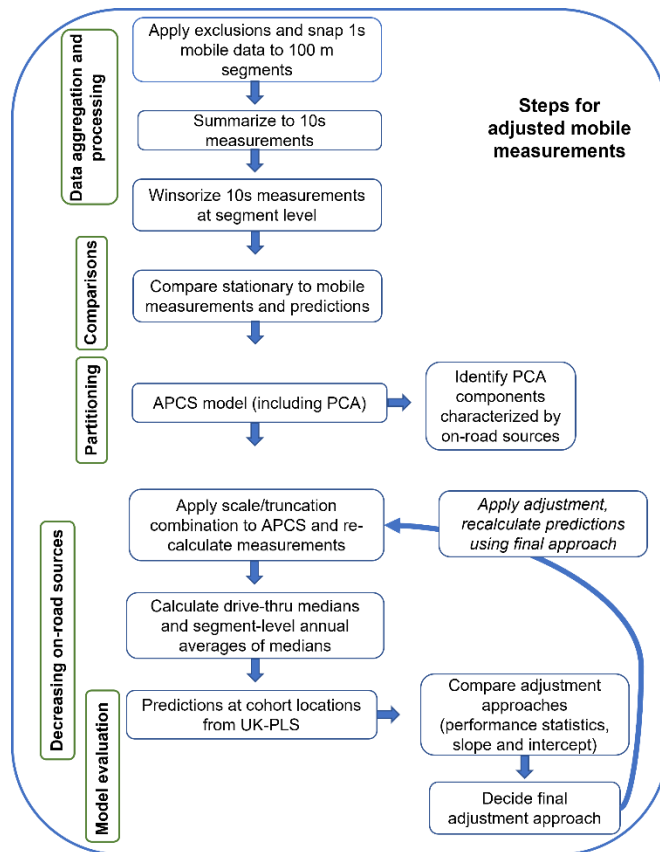 Steps for
adjusted mobile
measurements
Data aggregation and
processing
Apply exclusions and snap 1s
mobile data to 100 m
segments
Summarize to 10s
measurements
Winsorize 10s measurements
at segment level
Comparisons
Compare stationary to mobile
measurements and predictions
Partitioning
APCS model (including PCA)
Identify PCA
components
characterized by
on-road sources
Decreasing on-road sources
Apply scale/truncation
combination to APCS and re-
calculate measurements
Apply adjustment,
recalculate predictions
using final approach
Calculate drive-thru medians
and segment-level annual
averages of medians
Model evaluation
Predictions at cohort locations
from UK-PLS
Compare adjustment
approaches
(performance statistics,
slope and intercept)
Decide final
adjustment approach